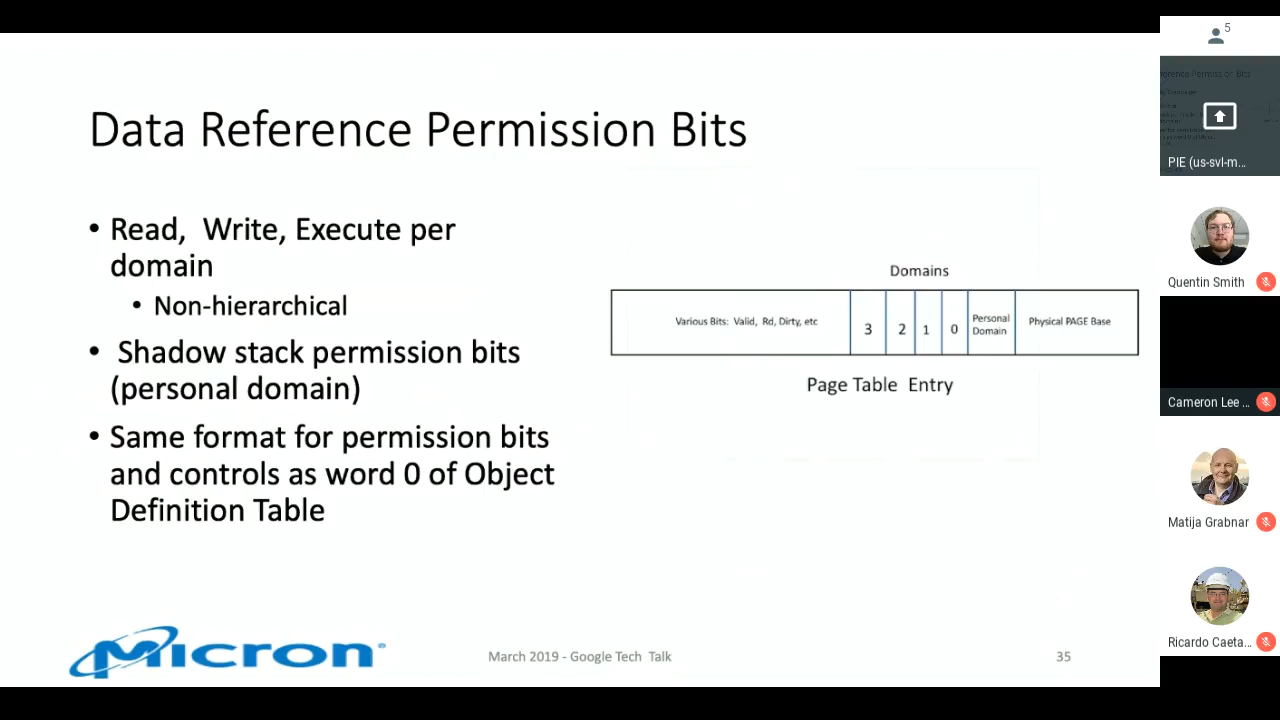 Data Reference Permission Bits
• Read, Write, Execute per
domain
• Non-hierarchical
• Shadow stack permission bits
(personal domain)
• Same format for permission bits
and controls as word 0 of Object
Definition Table
Domains
Various Bits: Valid, Rd, Dirty, etc
3
2
1
0
Personal
Domain
Physical PAGE Base
Page Table Entry
Micron®
March 2019 - Google Tech Talk
35
5
PIE (us-svl-m...
Quentin Smith
Cameron Lee ...
Matija Grabnar
Ricardo Caeta...